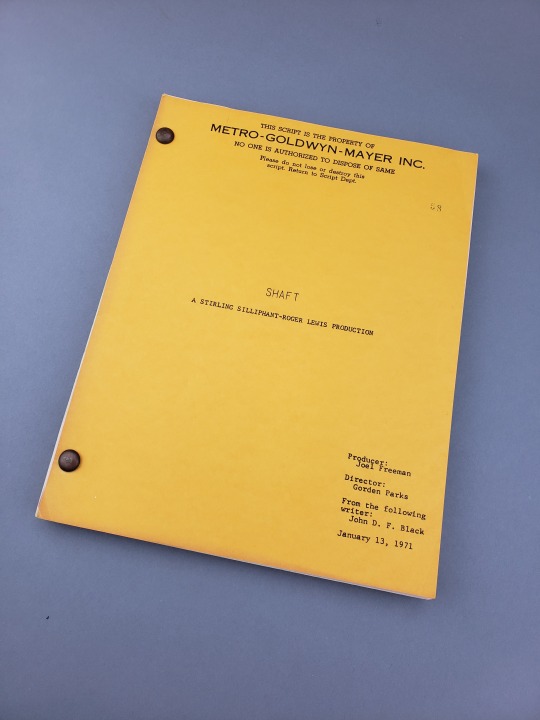 THIS SCRIPT IS THE PROPERTY OF
METRO-GOLDWYN-MAYER INC.
NO ONE IS AUTHORIZED TO DISPOSE OF SAME
Please do not lose or destroy this
script. Return to Script Dept.
SHAFT
A STIRLING SILLIPHANT-ROGER LEWIS PRODUCTION
Producer:
Joel Freeman
Director:
Gorden Parks
From the following
writer:
John D. F. Black
January 13, 1971